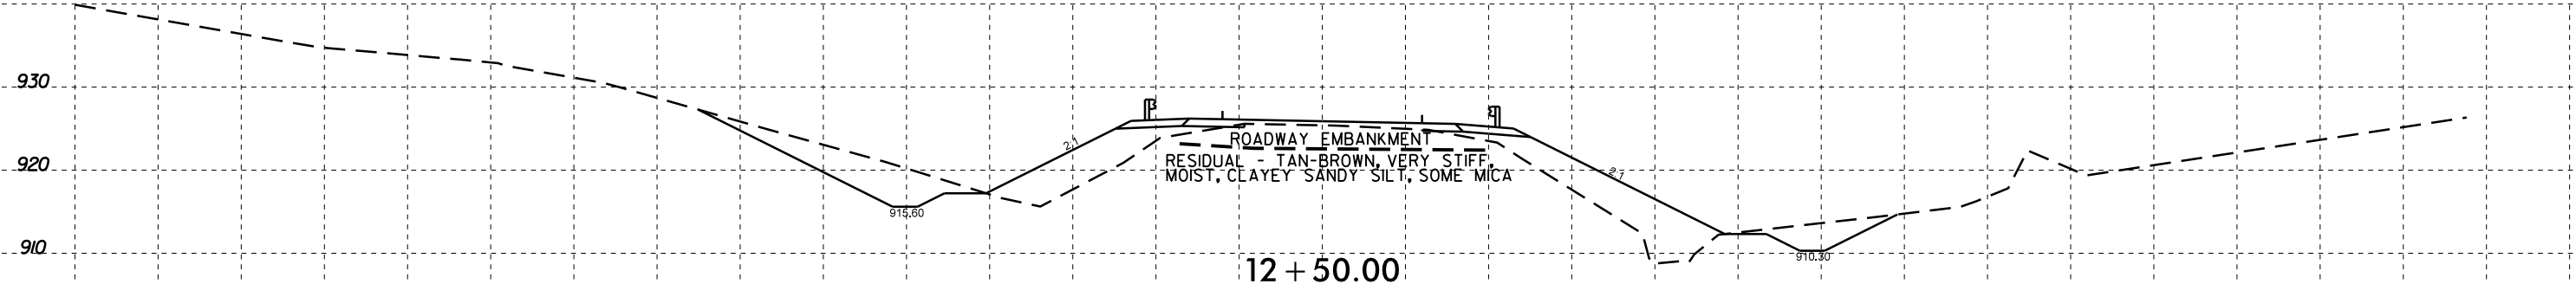 930
2:1
ROADWAY EMBANKMENT
920
RESIDUAL - TAN-BROWN, VERY STIFF,
MOIST, CLAYEY SANDY SILT, SOME MICA
2:1
915.60
910
910.30
12+50.00